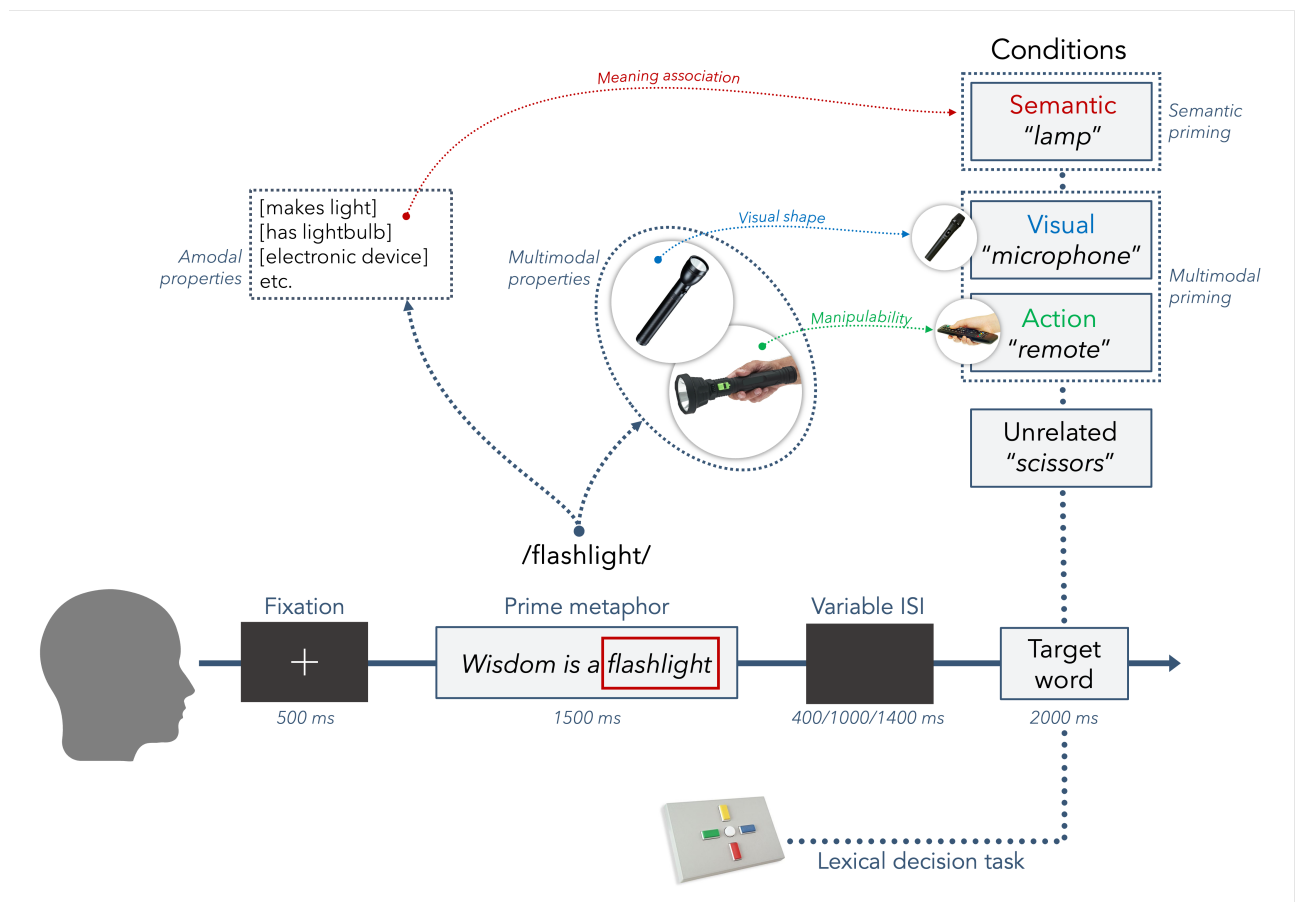 Conditions
Meaning association
Semantic
“lamp”
Semantic
priming
[makes light]
[has lightbulb]
[electronic device]
etc.
Amodal
properties
Multimodal
properties
Visual shape
Visual
“microphone”
Manipulability
Action
“remote”
Multimodal
priming
Unrelated
“scissors”
/flashlight/
Fixation
500 ms
Prime metaphor
Wisdom is a flashlight
1500 ms
Variable ISI
400/1000/1400 ms
Target
word
2000 ms
Lexical decision task